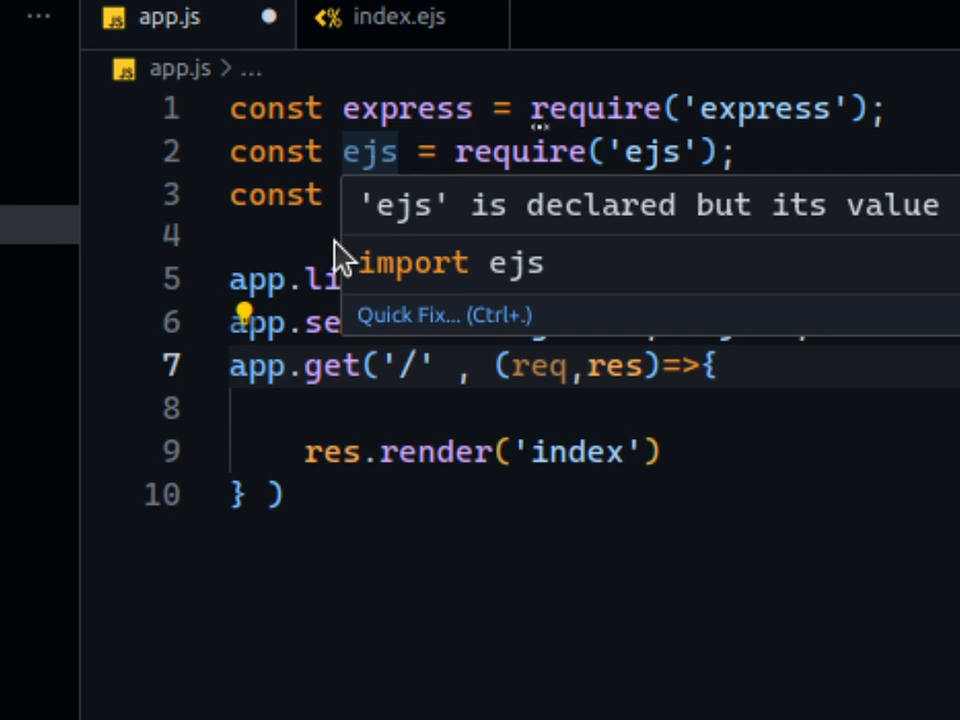 ... app.js index.ejs
app.js > ...
1 const express = require('express');
2 const ejs = require('ejs');
3 const
'ejs' is declared but its value
4
import ejs
5 app.li
Quick Fix... (Ctrl+.)
6 app.se
7 app.get('/' , (req,res)=>{
8
9 res.render('index')
10 } )